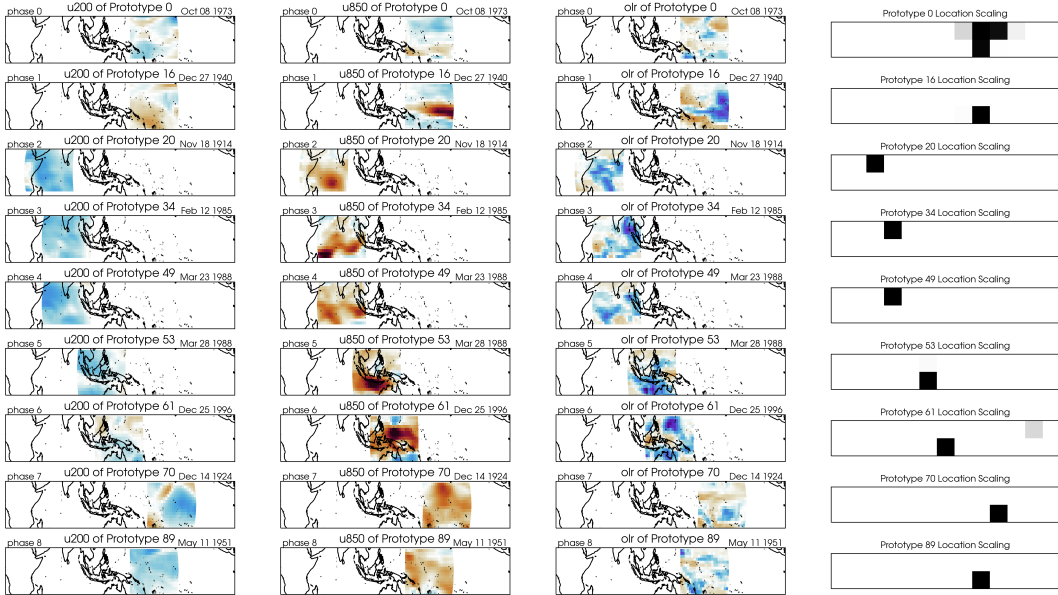 phase 0 u200 of Prototype 0 Oct 08 1973 phase 0 u850 of Prototype 0 Oct 08 1973 phase 0 olr of Prototype 0 Oct 08 1973 Prototype 0 Location Scaling
phase 1 u200 of Prototype 16 Dec 27 1940 phase 1 u850 of Prototype 16 Dec 27 1940 phase 1 olr of Prototype 16 Dec 27 1940 Prototype 16 Location Scaling
phase 2 u200 of Prototype 20 Nov 18 1914 phase 2 u850 of Prototype 20 Nov 18 1914 phase 2 olr of Prototype 20 Nov 18 1914 Prototype 20 Location Scaling
phase 3 u200 of Prototype 34 Feb 12 1985 phase 3 u850 of Prototype 34 Feb 12 1985 phase 3 olr of Prototype 34 Feb 12 1985 Prototype 34 Location Scaling
phase 4 u200 of Prototype 49 Mar 23 1988 phase 4 u850 of Prototype 49 Mar 23 1988 phase 4 olr of Prototype 49 Mar 23 1988 Prototype 49 Location Scaling
phase 5 u200 of Prototype 53 Mar 28 1988 phase 5 u850 of Prototype 53 Mar 28 1988 phase 5 olr of Prototype 53 Mar 28 1988 Prototype 53 Location Scaling
phase 6 u200 of Prototype 61 Dec 25 1996 phase 6 u850 of Prototype 61 Dec 25 1996 phase 6 olr of Prototype 61 Dec 25 1996 Prototype 61 Location Scaling
phase 7 u200 of Prototype 70 Dec 14 1924 phase 7 u850 of Prototype 70 Dec 14 1924 phase 7 olr of Prototype 70 Dec 14 1924 Prototype 70 Location Scaling
phase 8 u200 of Prototype 89 May 11 1951 phase 8 u850 of Prototype 89 May 11 1951 phase 8 olr of Prototype 89 May 11 1951 Prototype 89 Location Scaling